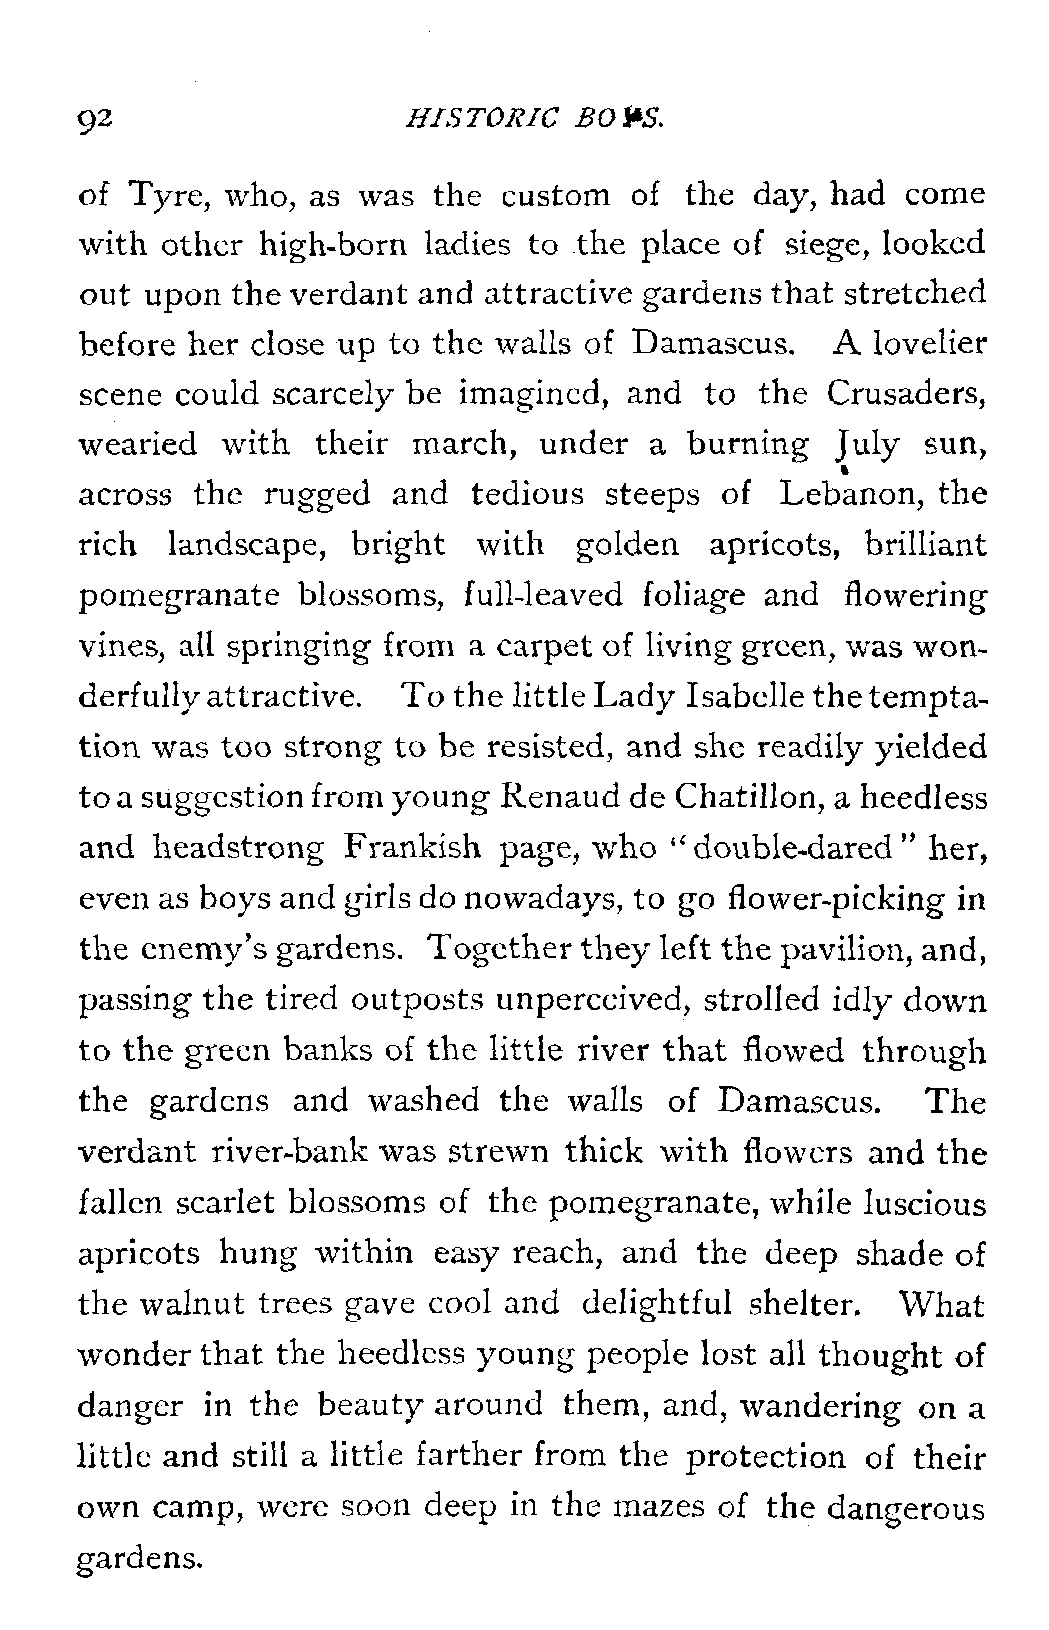 92 HISTORIC BOYS.
of Tyre, who, as was the custom of the day, had come
with other high-born ladies to the place of siege, looked
out upon the verdant and attractive gardens that stretched
before her close up to the walls of Damascus. A lovelier
scene could scarcely be imagined, and to the Crusaders,
wearied with their march, under a burning July sun,
across the rugged and tedious steeps of Lebanon, the
rich landscape, bright with golden apricots, brilliant
pomegranate blossoms, full-leaved foliage and flowering
vines, all springing from a carpet of living green, was won-
derfully attractive. To the little Lady Isabelle the tempta-
tion was too strong to be resisted, and she readily yielded
to a suggestion from young Renaud de Chatillon, a heedless
and headstrong Frankish page, who "double-dared" her,
even as boys and girls do nowadays, to go flower-picking in
the enemy's gardens. Together they left the pavilion, and,
passing the tired outposts unperceived, strolled idly down
to the green banks of the little river that flowed through
the gardens and washed the walls of Damascus. The
verdant river-bank was strewn thick with flowers and the
fallen scarlet blossoms of the pomegranate, while luscious
apricots hung within easy reach, and the deep shade of
the walnut trees gave cool and delightful shelter. What
wonder that the heedless young people lost all thought of
danger in the beauty around them, and, wandering on a
little and still a little farther from the protection of their
own camp, were soon deep in the mazes of the dangerous
gardens.